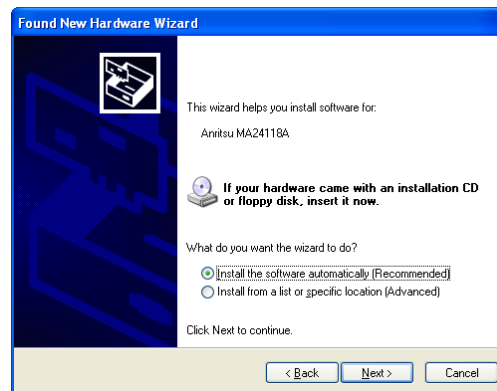 Found New Hardware Wizard
This wizard helps you install software for:
Anritsu MA24118A
If your hardware came with an installation CD
or floppy disk, insert it now.
What do you want the wizard to do?
Install the software automatically (Recommended)
Install from a list or specific location (Advanced)
Click Next to continue.
< Back
Next >
Cancel